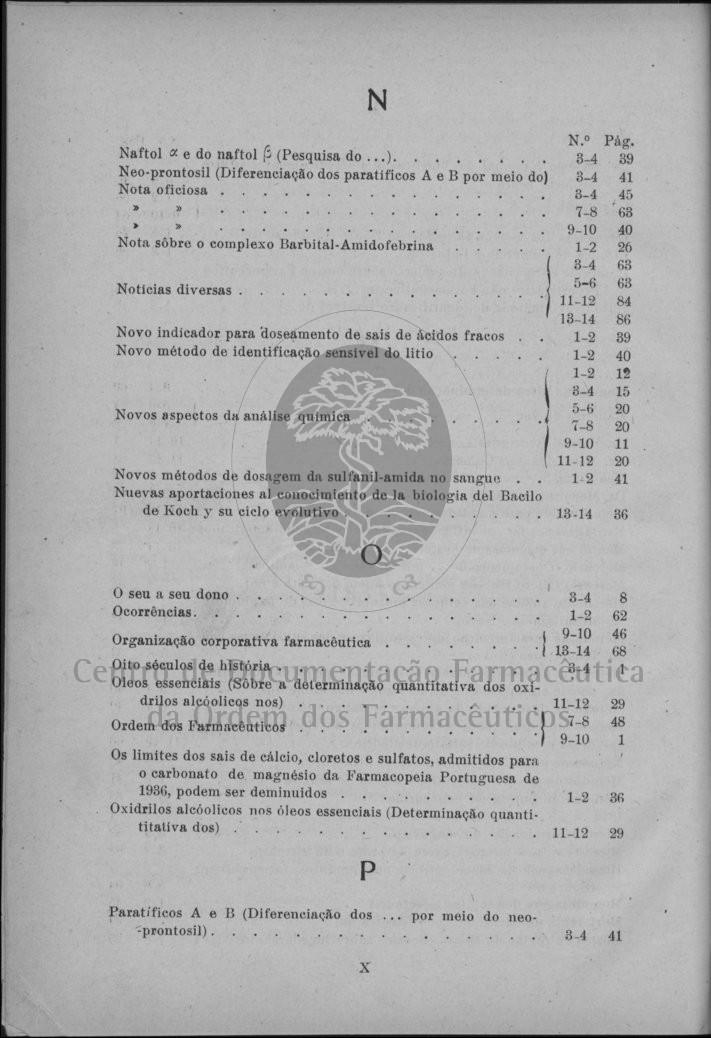 N
N.º Pág.
Naftol α e do naftol β (Pesquisa do ...). . . . . . . . . 3-4 39
Neo-prontosil (Diferenciação dos paratíficos A e B por meio do) 3-4 41
Nota oficiosa . . . . . . . . . . . . . . . . . 3-4 45
» » . . . . . . . . . . . . . . . . . 7-8 63
» » . . . . . . . . . . . . . . . . . 9-10 40
Nota sôbre o complexo Barbital-Amidofebrina . . . . . 1-2 26
3-4 63
5-6 63
Notícias diversas . . . . . . . . . . . . . . .
11-12 84
13-14 86
Novo indicador para doseamento de sais de ácidos fracos . . 1-2 39
Novo método de identificação sensível do lítio . . . . . 1-2 40
1-2 12
3-4 15
5-6 20
Novos aspectos da análise química . . . . . . .
7-8 20
9-10 11
11-12 20
Novos métodos de dosagem da sulfanil-amida no sangue . . 1-2 41
Nuevas aportaciones al conocimiento de la biologia del Bacilo
de Koch y su ciclo evolutivo . . . . . . . . . . . 13-14 36
O
O seu a seu dono . . . . . . . . . . . . . . . 3-4 8
Ocorrências. . . . . . . . . . . . . . . . . . 1-2 62
9-10 46
Organização corporativa farmacêutica . . . . . . . .
13-14 68
Oito séculos de história . . . . . . . . . . . . . 3-4 1
Centro de Documentação Farmacêutica
Óleos essenciais (Sôbre a determinação quantitativa dos oxi-
drilos alcóolicos nos) . . . . . . . . . . . . . 11-12 29
da Ordem dos Farmacêuticos
7-8 48
Ordem dos Farmacêuticos . . . . . . . . . . . .
9-10 1
Os limites dos sais de cálcio, cloretos e sulfatos, admitidos para
o carbonato de magnésio da Farmacopeia Portuguesa de
1936, podem ser deminuidos . . . . . . . . . . . 1-2 36
Oxidrilos alcóolicos nos óleos essenciais (Determinação quanti-
titativa dos) . . . . . . . . . . . . . . . . 11-12 29
P
Paratíficos A e B (Diferenciação dos ... por meio do neo-
-prontosil) . . . . . . . . . . . . . . . . . . 3-4 41
X